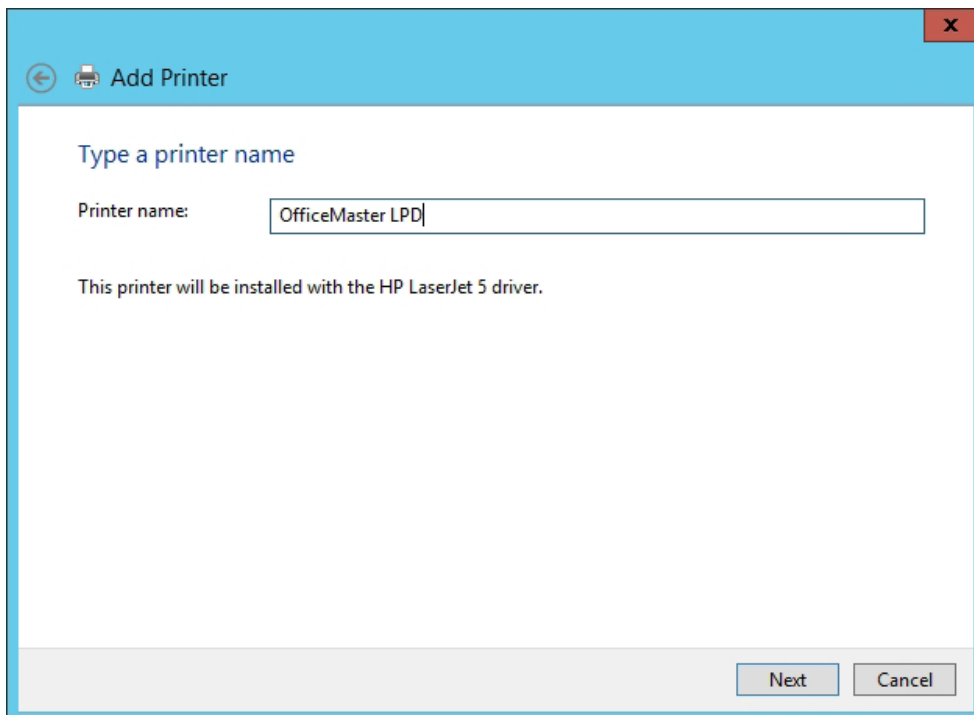 x
Add Printer
Type a printer name
Printer name: OfficeMaster LPD
This printer will be installed with the HP LaserJet 5 driver.
Next Cancel